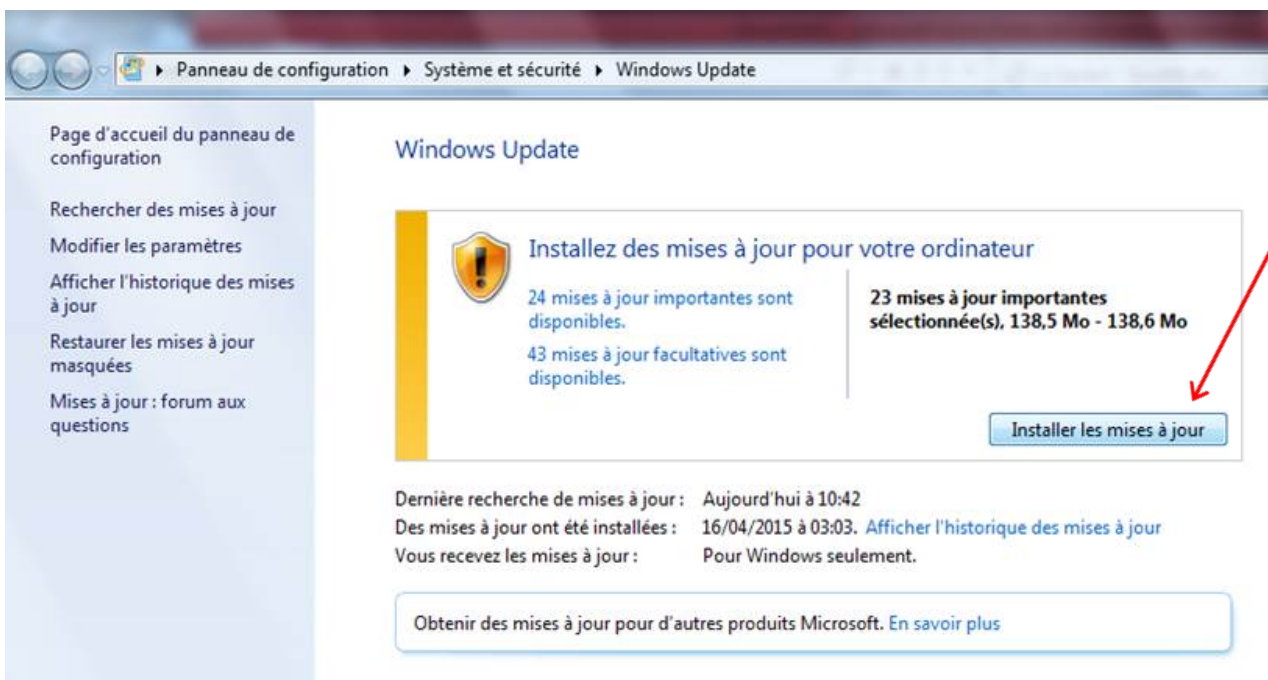 Panneau de configuration Système et sécurité Windows Update
Page d'accueil du panneau de
configuration
Rechercher des mises à jour
Modifier les paramètres
Afficher l'historique des mises
à jour
Restaurer les mises à jour
masquées
Mises à jour : forum aux
questions
Windows Update
Installez des mises à jour pour votre ordinateur
24 mises à jour importantes sont
disponibles.
43 mises à jour facultatives sont
disponibles.
23 mises à jour importantes
sélectionnée(s), 138,5 Mo - 138,6 Mo
Installer les mises à jour
Dernière recherche de mises à jour : Aujourd'hui à 10:42
Des mises à jour ont été installées : 16/04/2015 à 03:03. Afficher l'historique des mises à jour
Vous recevez les mises à jour : Pour Windows seulement.
Obtenir des mises à jour pour d'autres produits Microsoft. En savoir plus